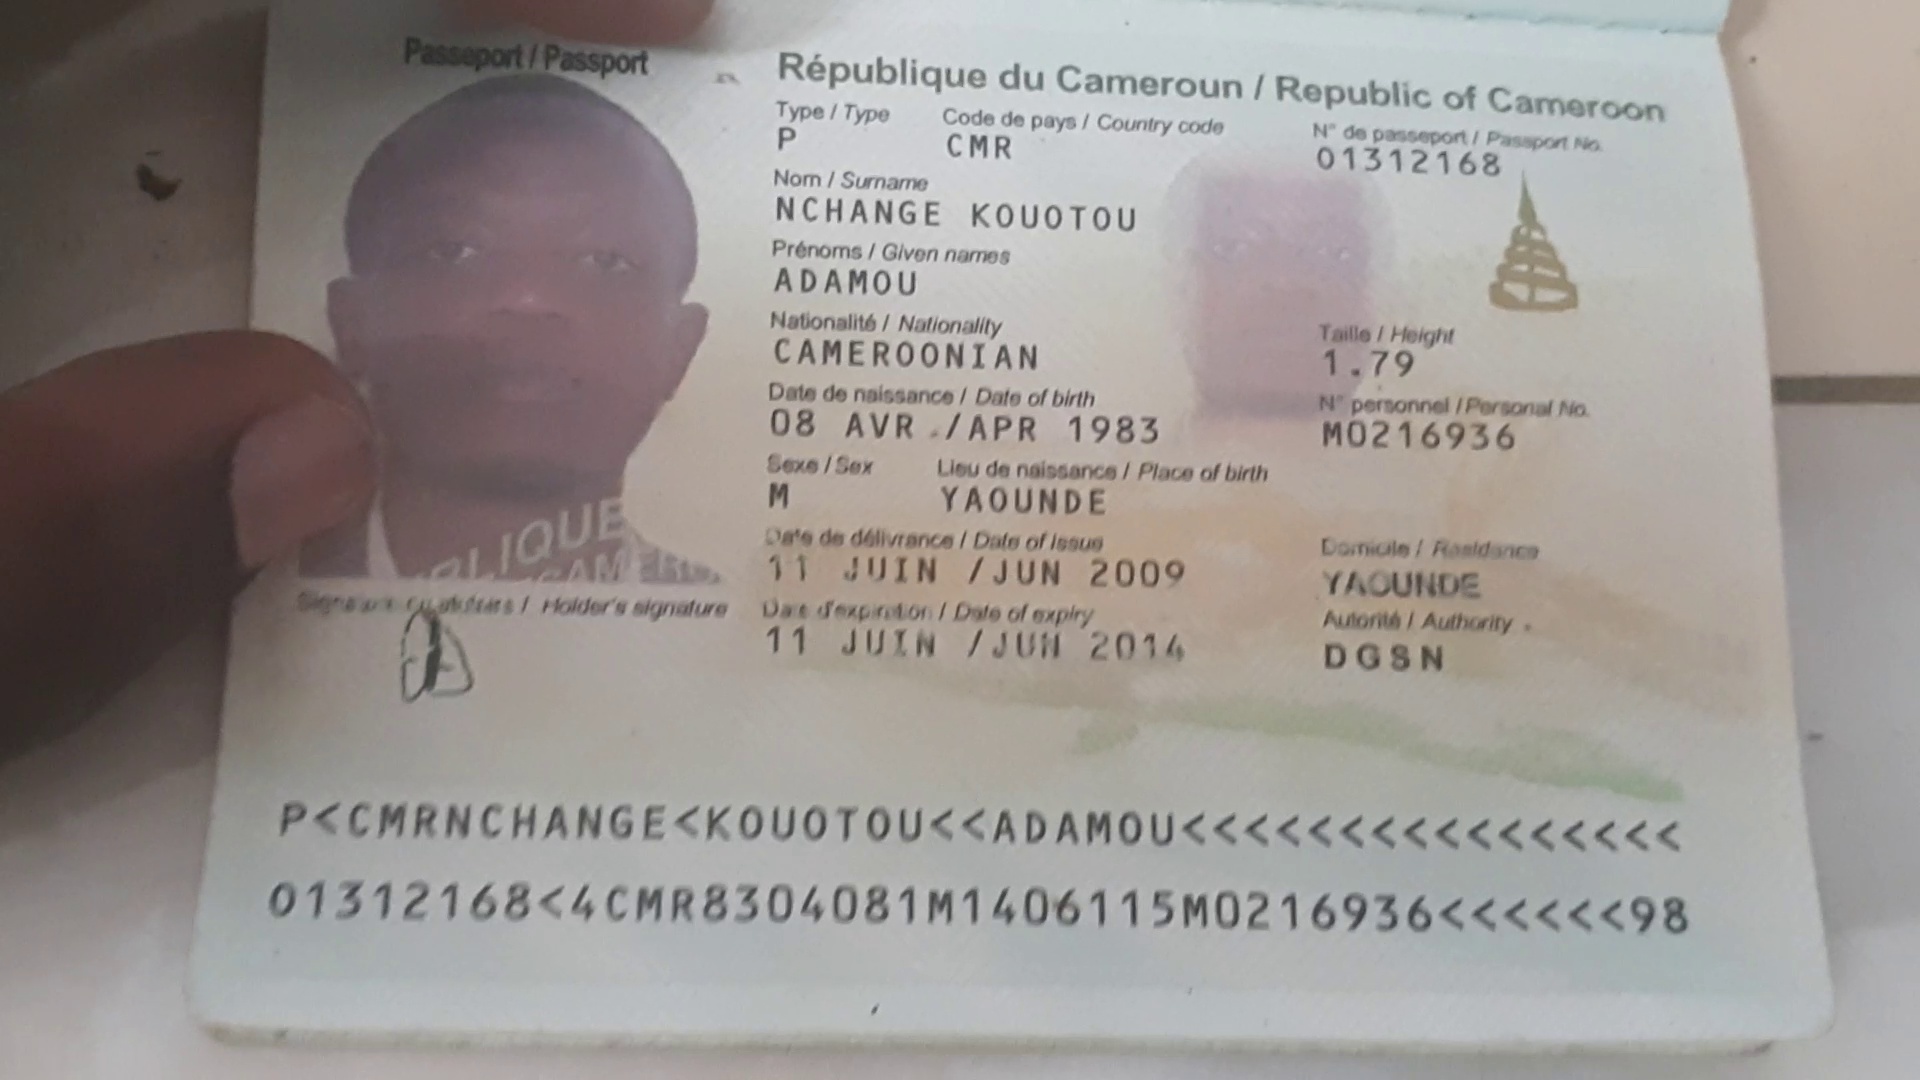 Passeport / Passport
République du Cameroun / Republic of Cameroon
Type / Type Code de pays / Country code N° de passeport / Passport No.
P CMR 01312168
Nom / Surname
NCHANGE KOUOTOU
Prénoms / Given names
ADAMOU
Nationalité / Nationality Taille / Height
CAMEROONIAN 1.79
Date de naissance / Date of birth N° personnel / Personal No.
08 AVR ./APR 1983 M0216936
Sexe / Sex Lieu de naissance / Place of birth
M YAOUNDE
Date de délivrance / Date of issue Domicile / Residence
11 JUIN /JUN 2009 YAOUNDE
Date d'expiration / Date of expiry Autorité / Authority
11 JUIN /JUN 2014 DGSN
/ Holder's signature
P<CMRNCHANGE<KOUOTOU<<ADAMOU<<<<<<<<<<<<<<<<
01312168<4CMR8304081M1406115M0216936<<<<<<98